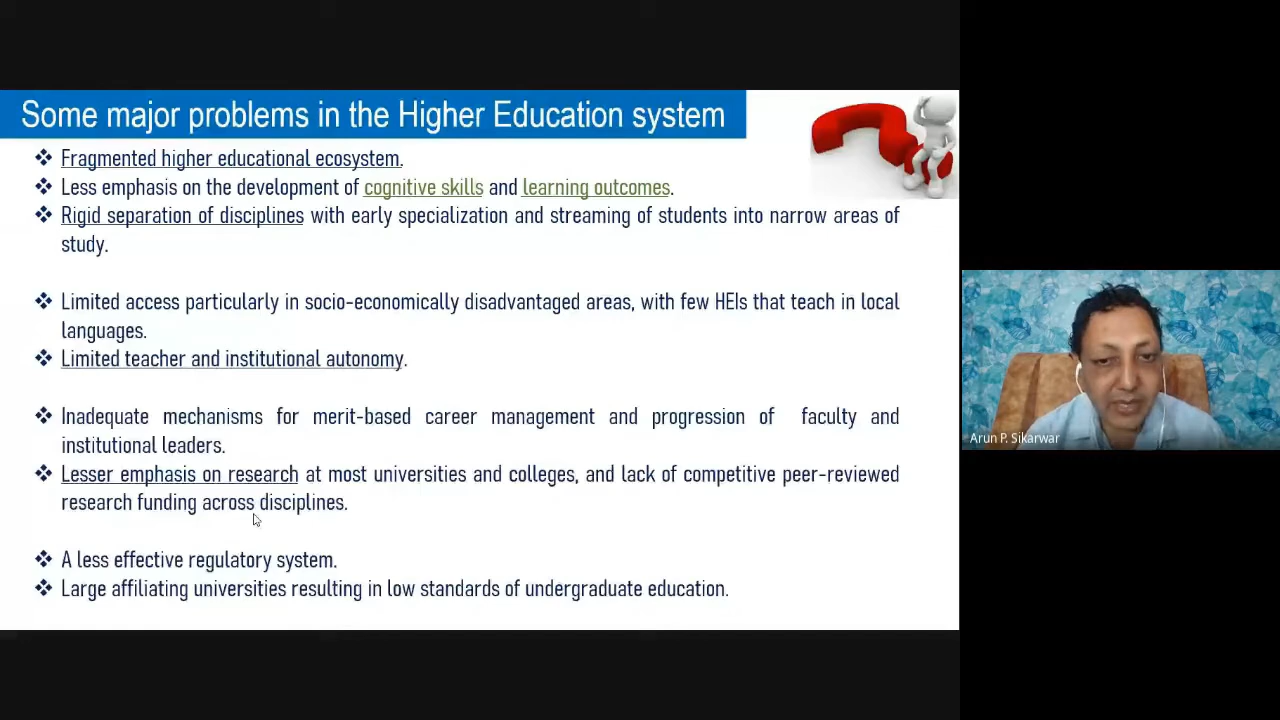 Some major problems in the Higher Education system
❖ Fragmented higher educational ecosystem.
❖ Less emphasis on the development of cognitive skills and learning outcomes.
❖ Rigid separation of disciplines with early specialization and streaming of students into narrow areas of
study.
❖ Limited access particularly in socio-economically disadvantaged areas, with few HEIs that teach in local
languages.
❖ Limited teacher and institutional autonomy.
❖ Inadequate mechanisms for merit-based career management and progression of faculty and
institutional leaders.
❖ Lesser emphasis on research at most universities and colleges, and lack of competitive peer-reviewed
research funding across disciplines.
❖ A less effective regulatory system.
❖ Large affiliating universities resulting in low standards of undergraduate education.
Arun P. Sikarwar